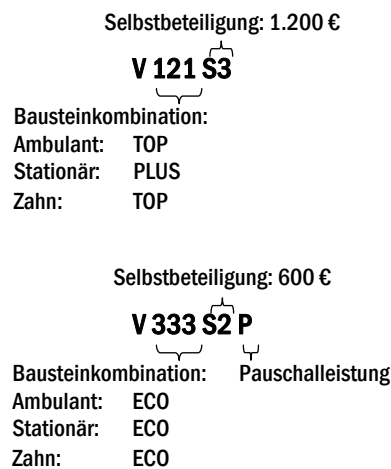 Selbstbeteiligung: 1.200 €
V 121 S3
Bausteinkombination:
Ambulant: TOP
Stationär: PLUS
Zahn: TOP
Selbstbeteiligung: 600 €
V 333 S2 P
Bausteinkombination: Pauschalleistung
Ambulant: ECO
Stationär: ECO
Zahn: ECO